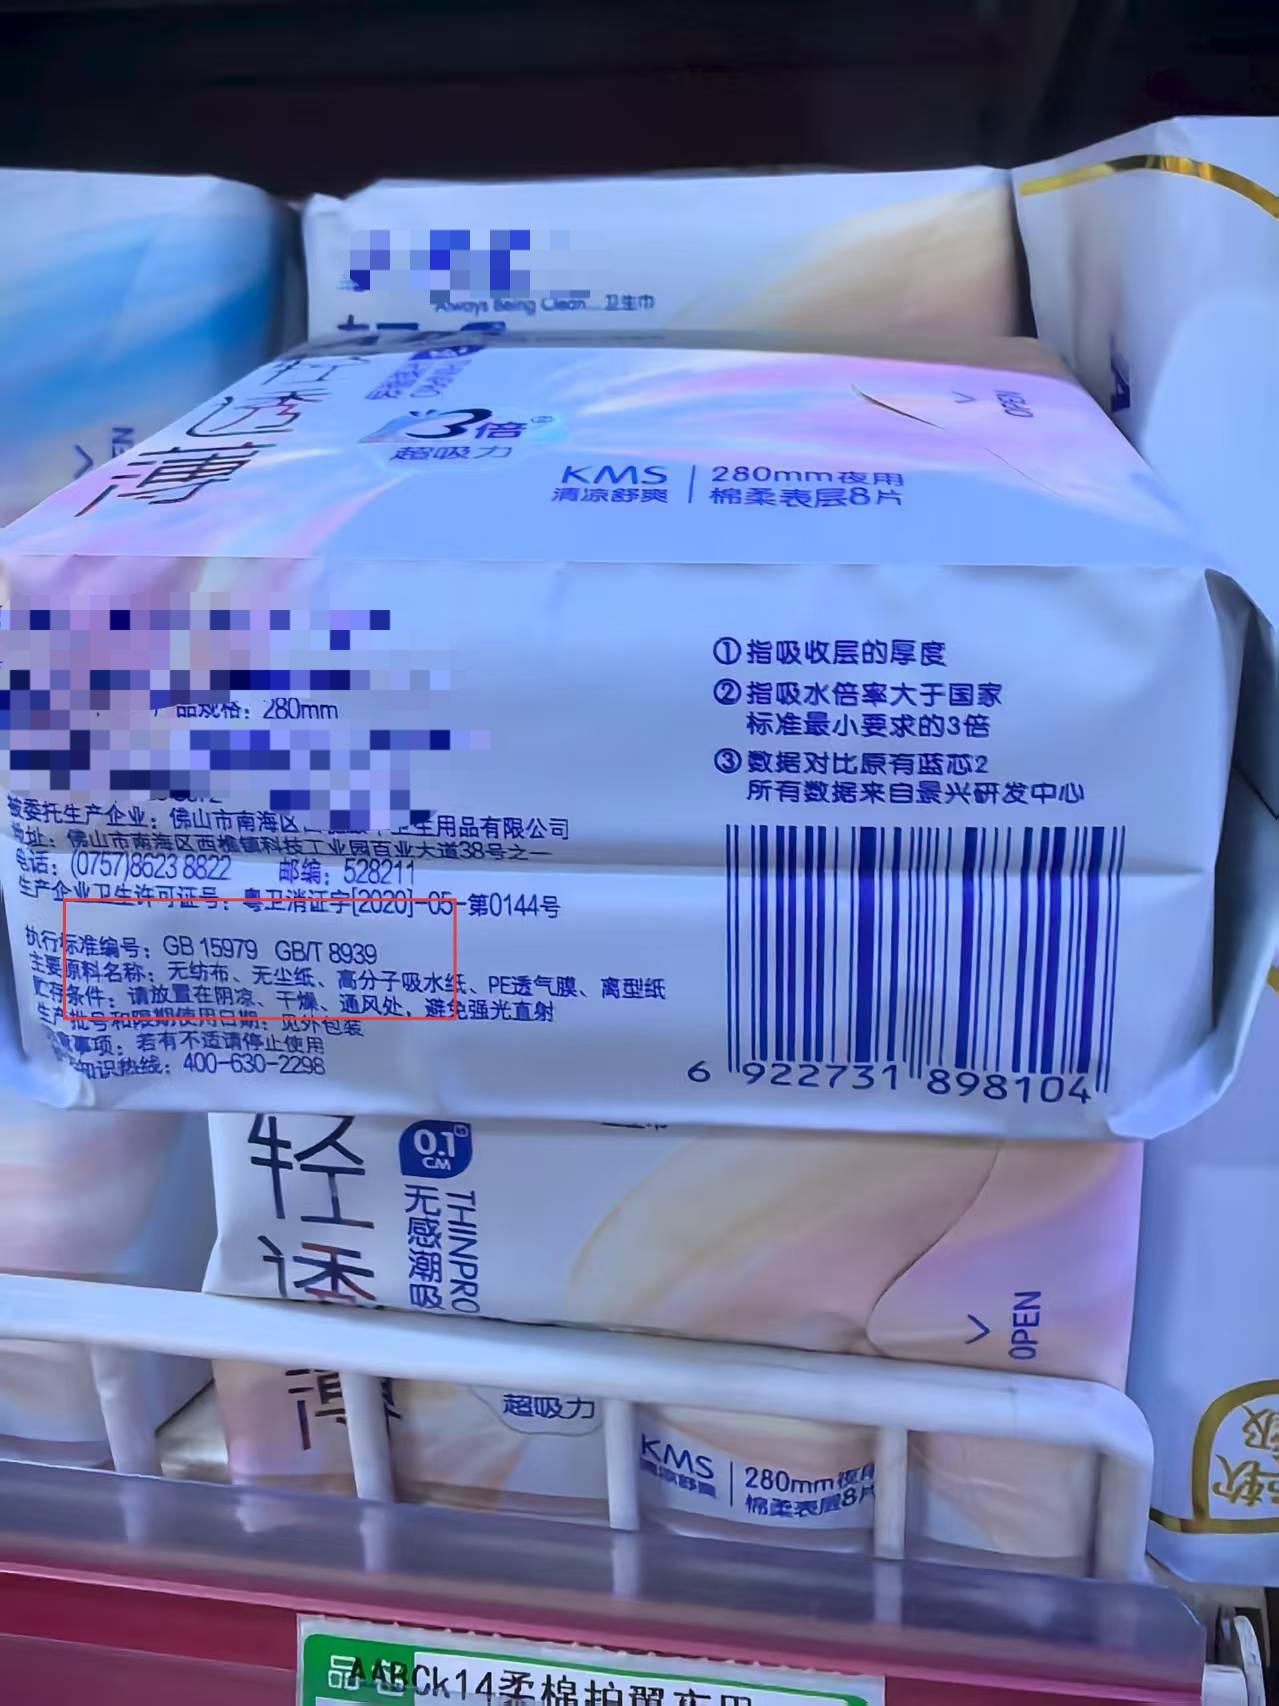 Always Being Clean... 卫生巾
轻透薄
3倍®
超吸力
OPEN
KMS
清凉舒爽
280mm夜用
棉柔表层8片
产品规格：280mm
①指吸收层的厚度
②指吸水倍率大于国家
标准最小要求的3倍
③数据对比原有蓝芯2
所有数据来自景兴研发中心
被委托生产企业：佛山市南海区
卫生用品有限公司
地址：佛山市南海区西樵镇科技工业园百业大道38号之一
电话：(0757)8623 8822 邮编：528211
生产企业卫生许可证号：粤卫消证字[2020]-05-第0144号
执行标准编号：GB 15979 GB/T 8939
主要原料名称：无纺布、无尘纸、高分子吸水纸、PE透气膜、离型纸
贮存条件：请放置在阴凉、干燥、通风处，避免强光直射
生产批号和限期使用日期：见外包装
事项：若有不适请停止使用
知识热线：400-630-2298
6 922731 898104
轻透薄
0.1
CM
无感潮吸
THINPRO
OPEN
超吸力
KMS
清凉舒爽
280mm夜用
棉柔表层8片
品
AABCk14柔棉护翼夜用